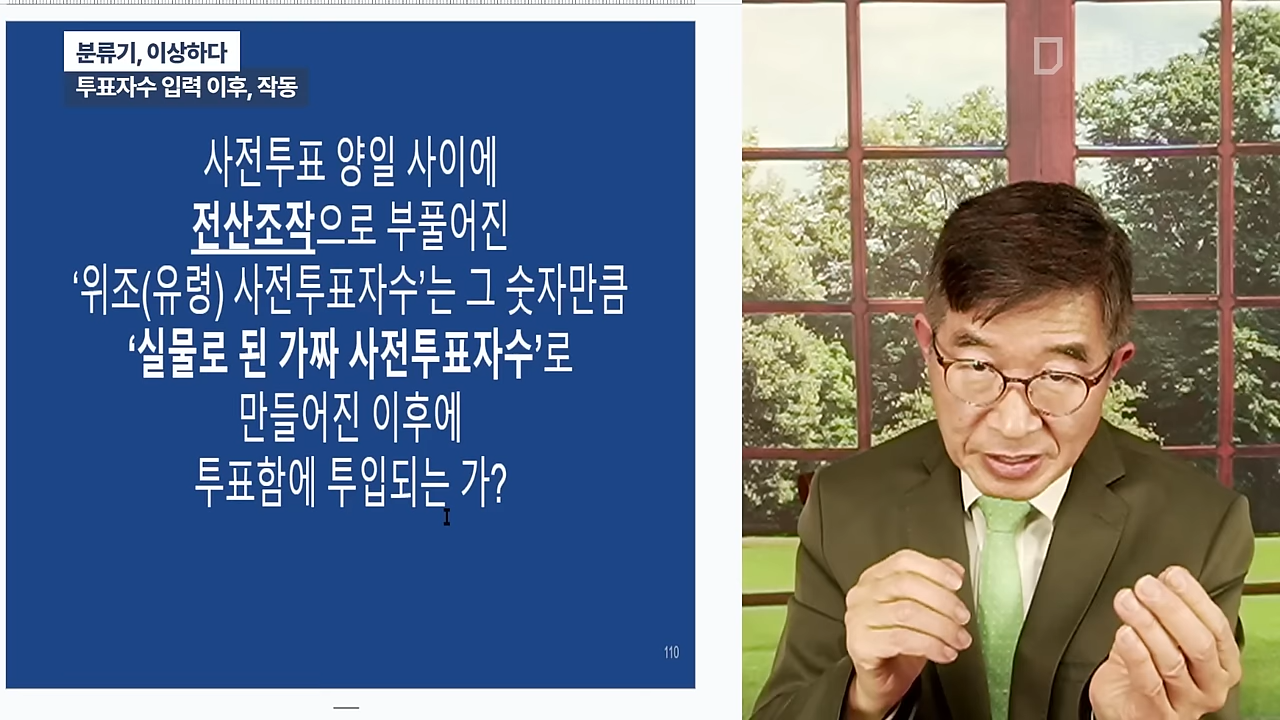 분류기, 이상하다
투표자수 입력 이후, 작동
사전투표 양일 사이에
전산조작으로 부풀어진
‘위조(유령) 사전투표자수’는 그 숫자만큼
‘실물로 된 가짜 사전투표자수’로
만들어진 이후에
투표함에 투입되는 가?
110